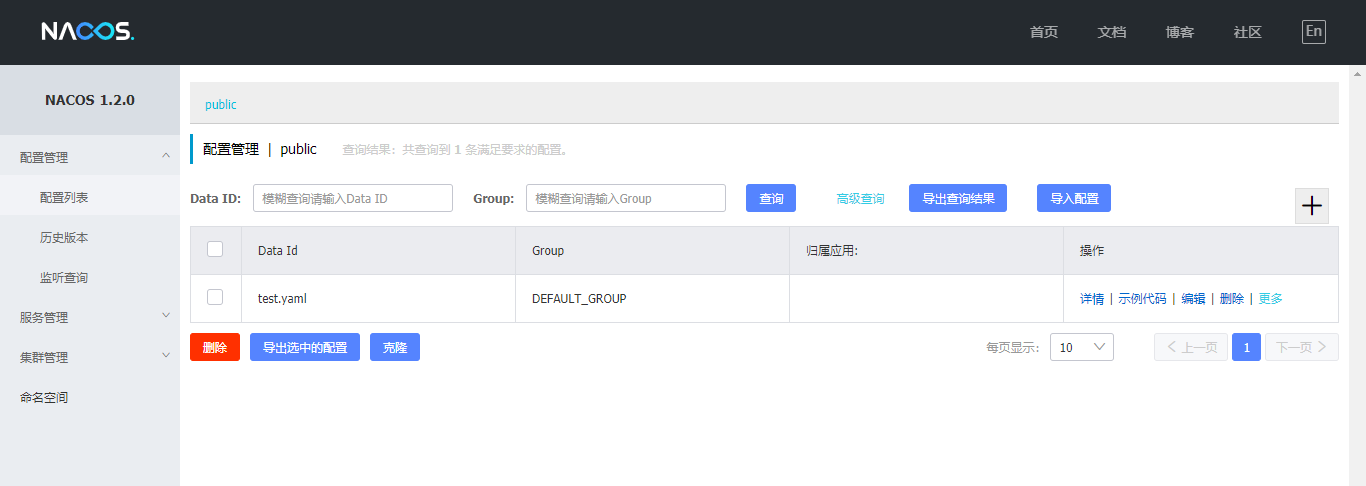 NACOS.
首页 文档 博客 社区 En
NACOS 1.2.0
配置管理
配置列表
历史版本
监听查询
服务管理
集群管理
命名空间
public
配置管理 | public 查询结果：共查询到 1 条满足要求的配置。
Data ID: 模糊查询请输入Data ID Group: 模糊查询请输入Group 查询 高级查询 导出查询结果 导入配置
Data Id Group 归属应用: 操作
test.yaml DEFAULT_GROUP 详情 | 示例代码 | 编辑 | 删除 | 更多
删除 导出选中的配置 克隆 每页显示: 10 上一页 1 下一页